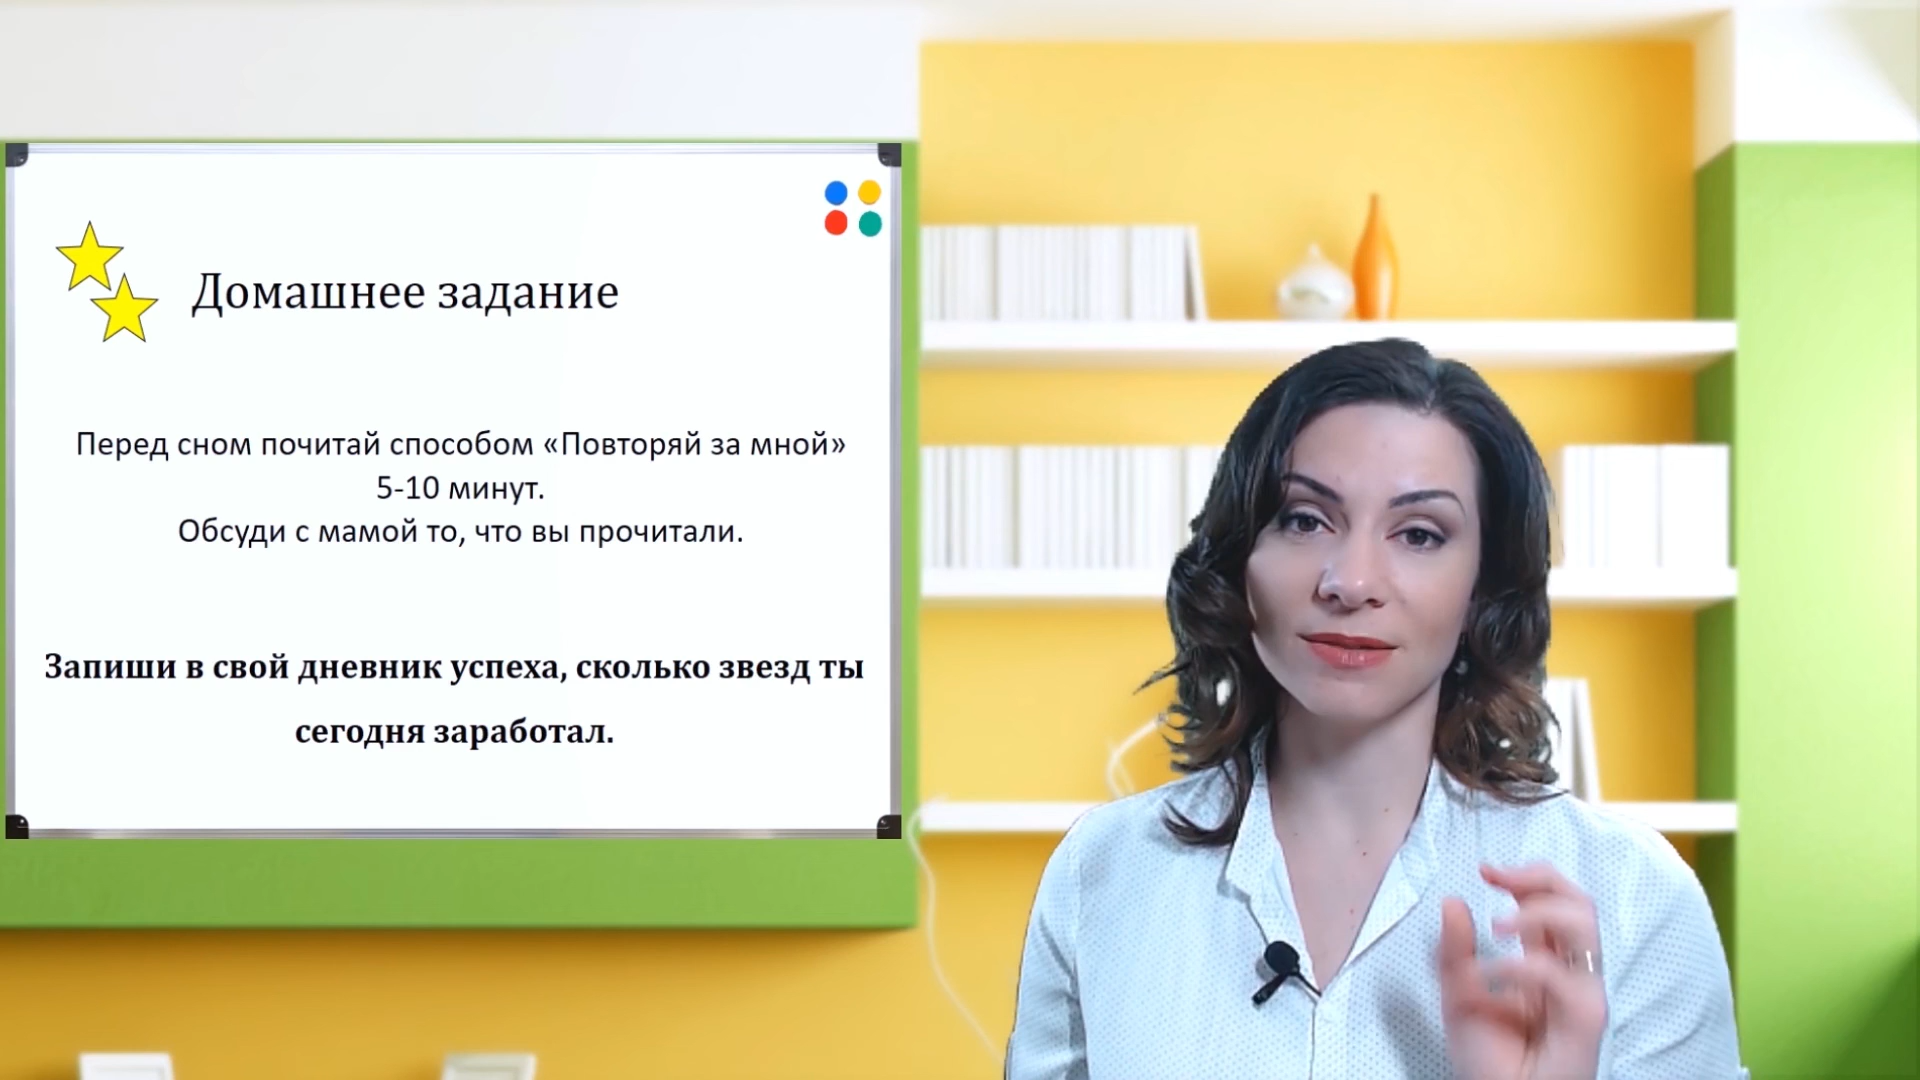 Домашнее задание
Перед сном почитай способом «Повторяй за мной»
5-10 минут.
Обсуди с мамой то, что вы прочитали.
Запиши в свой дневник успеха, сколько звезд ты
сегодня заработал.